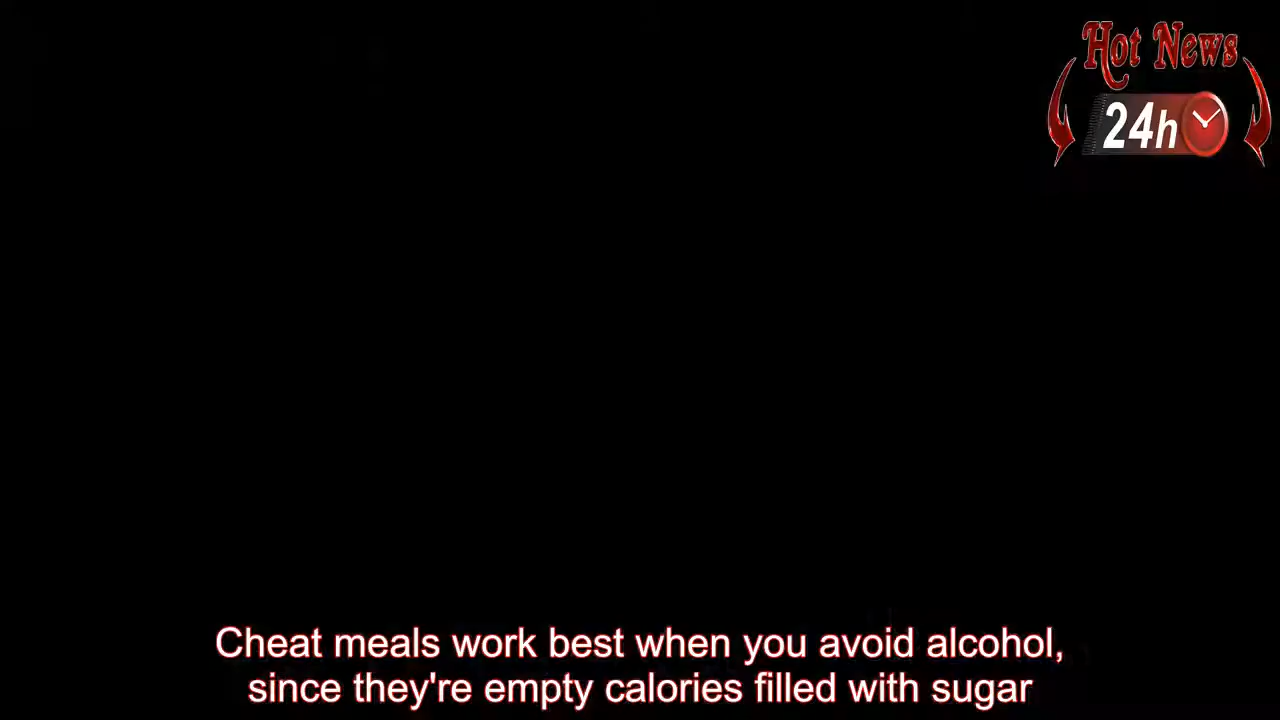 Hot News
24h
Cheat meals work best when you avoid alcohol,
since they're empty calories filled with sugar